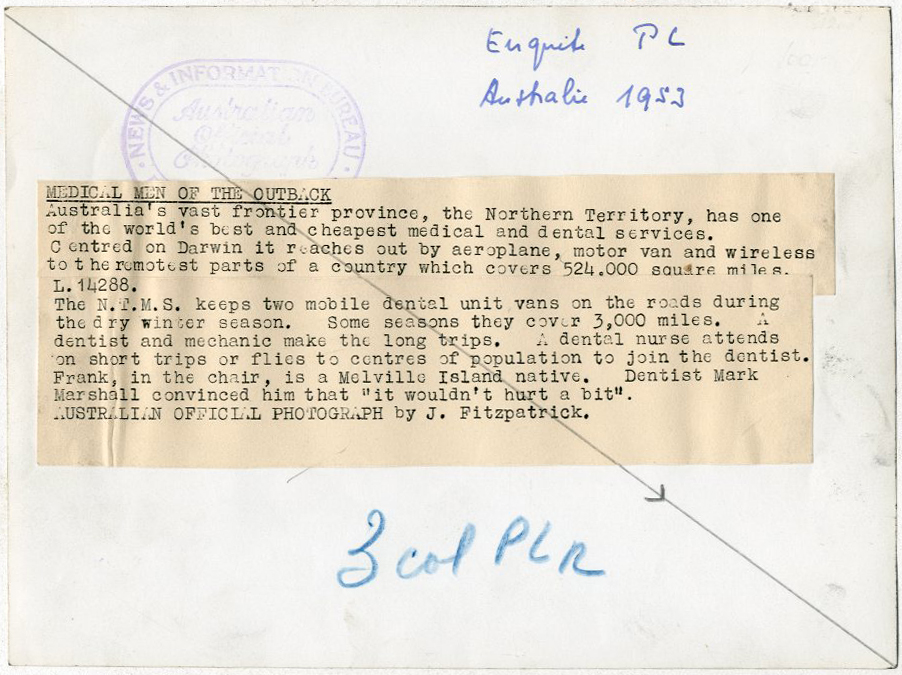 Enquête PL
Australie 1953
NEWS & INFORMATION BUREAU
Australian
Official
Photograph
MEDICAL MEN OF THE OUTBACK
Australia's vast frontier province, the Northern Territory, has one
of the world's best and cheapest medical and dental services.
Centred on Darwin it reaches out by aeroplane, motor van and wireless
to the remotest parts of a country which covers 524.000 square miles.
L.14288.
The N.T.M.S. keeps two mobile dental unit vans on the roads during
the dry winter season. Some seasons they cover 3,000 miles. A
dentist and mechanic make the long trips. A dental nurse attends
on short trips or flies to centres of population to join the dentist.
Frank, in the chair, is a Melville Island native. Dentist Mark
Marshall convinced him that "it wouldn't hurt a bit".
AUSTRALIAN OFFICIAL PHOTOGRAPH by J. Fitzpatrick.
3 col PLR